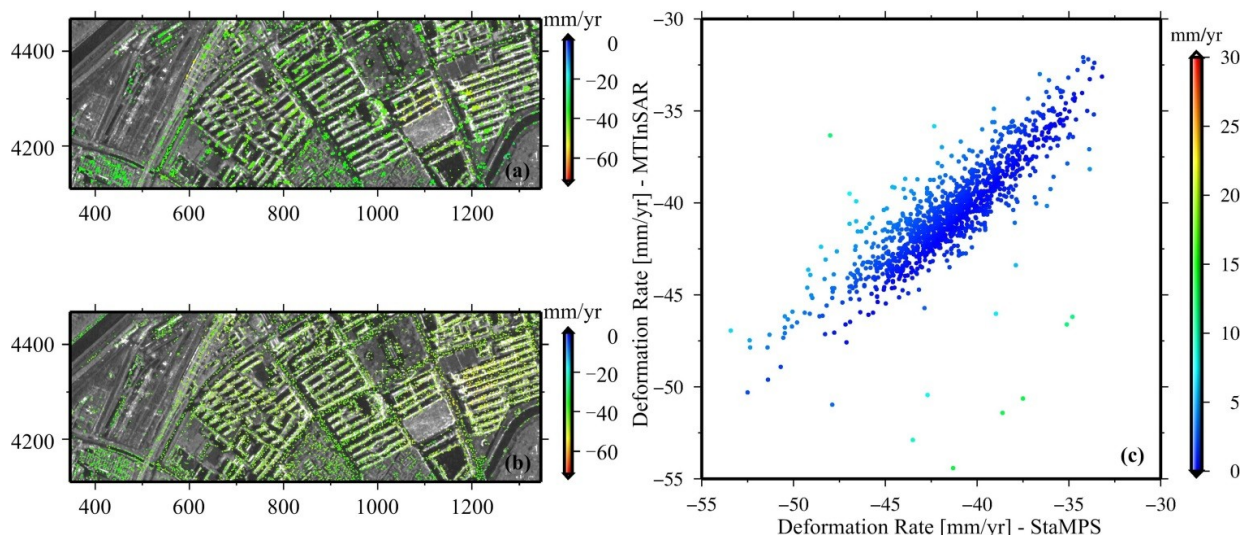 mm/yr
4400
4200
0
−20
−40
−60
(a)
400 600 800 1000 1200
mm/yr
4400
4200
0
−20
−40
−60
(b)
400 600 800 1000 1200
Deformation Rate [mm/yr] - MTInSAR
−30
−35
−40
−45
−50
−55
(c)
−55 −50 −45 −40 −35 −30
Deformation Rate [mm/yr] - StaMPS
mm/yr
30
25
20
15
10
5
0